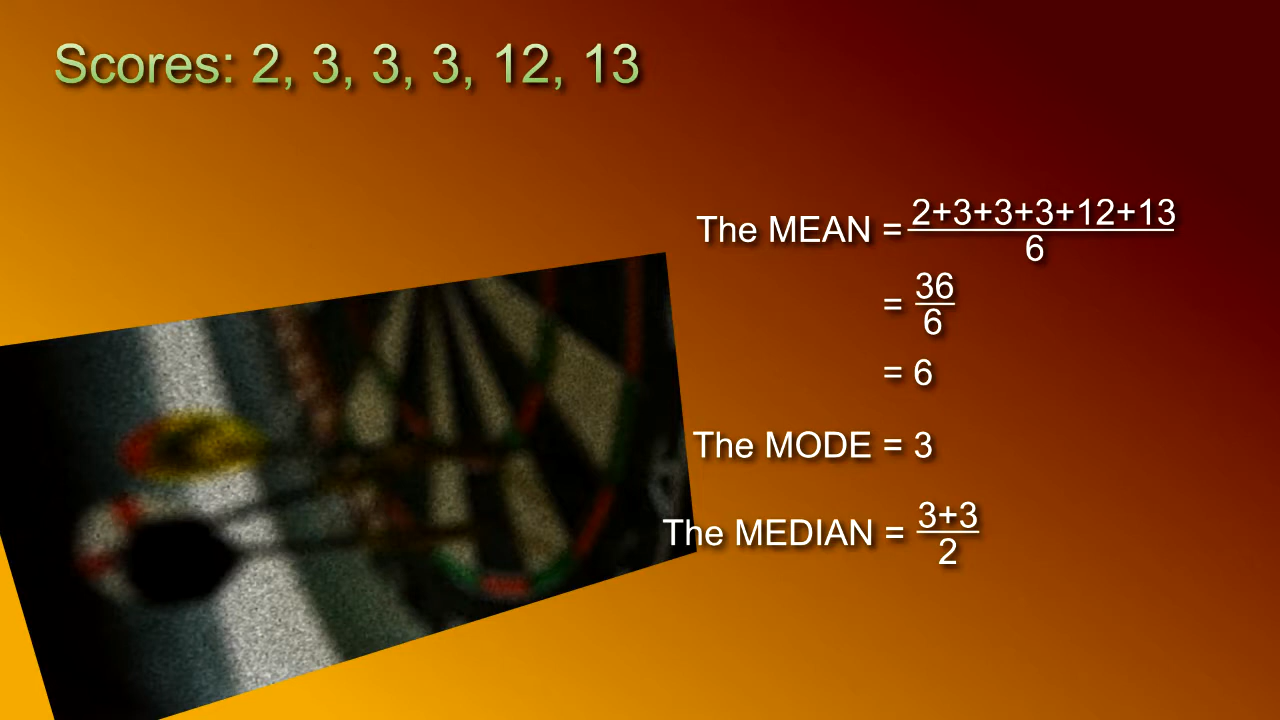 Scores: 2, 3, 3, 3, 12, 13
The MEAN = 2+3+3+3+12+13
6
= 36
6
= 6
The MODE = 3
The MEDIAN = 3+3
2